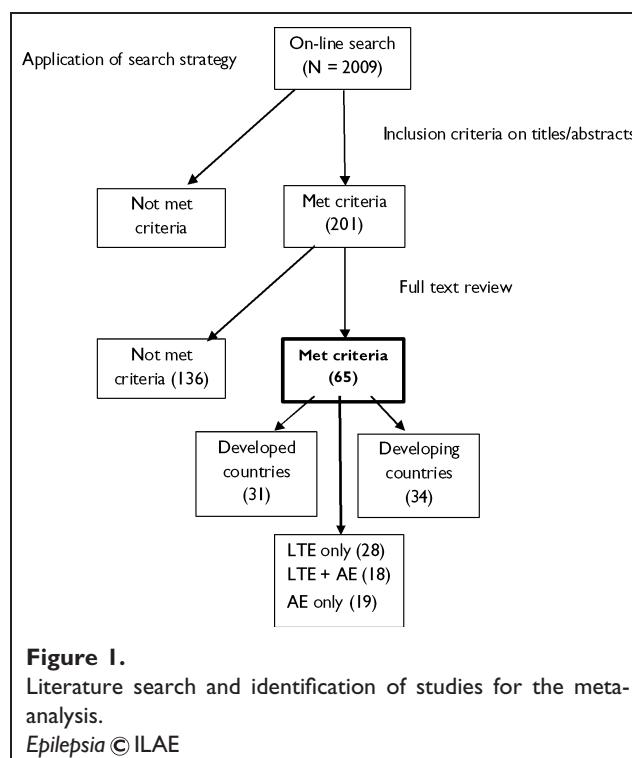 On-line search
(N = 2009)
Application of search strategy
Inclusion criteria on titles/abstracts
Not met
criteria
Met criteria
(201)
Full text review
Not met
criteria (136)
Met criteria
(65)
Developed
countries
(31)
Developing
countries
(34)
LTE only (28)
LTE + AE (18)
AE only (19)
Figure 1.
Literature search and identification of studies for the meta-
analysis.
Epilepsia © ILAE